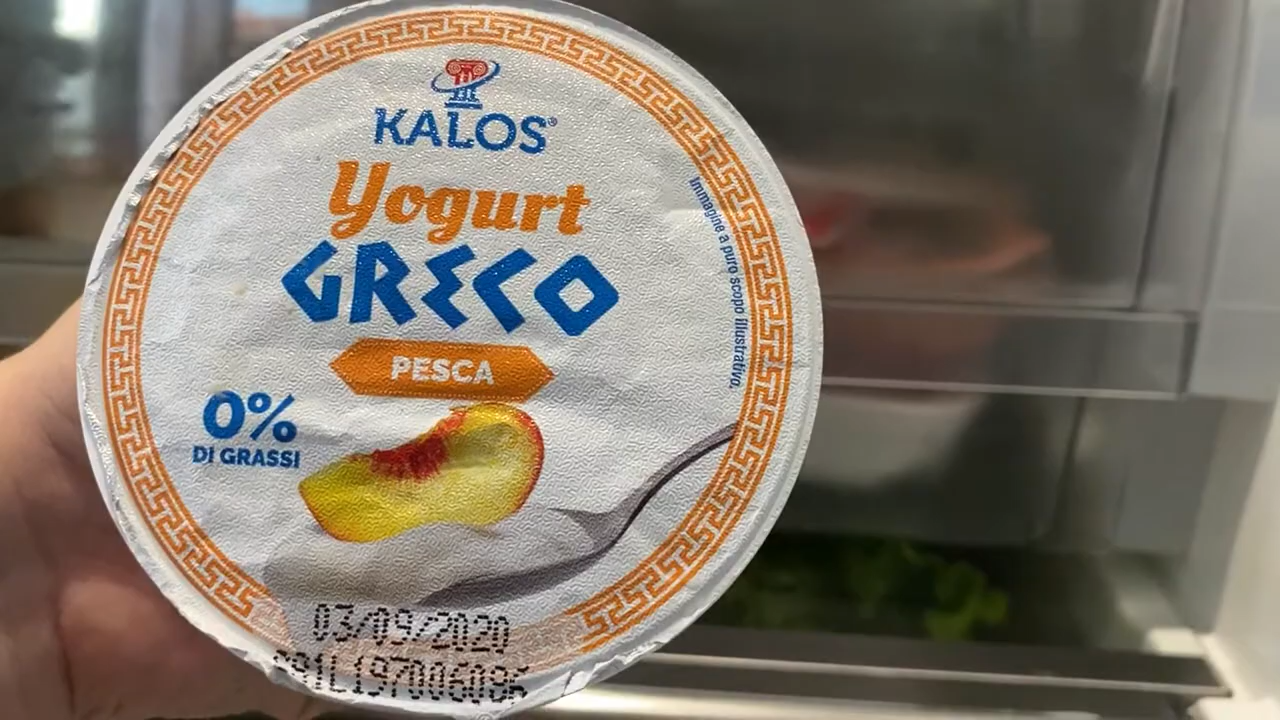 KALOS®
Yogurt
GRECO
PESCA
0%
DI GRASSI
Immagine a puro scopo illustrativo.
03/09/2020